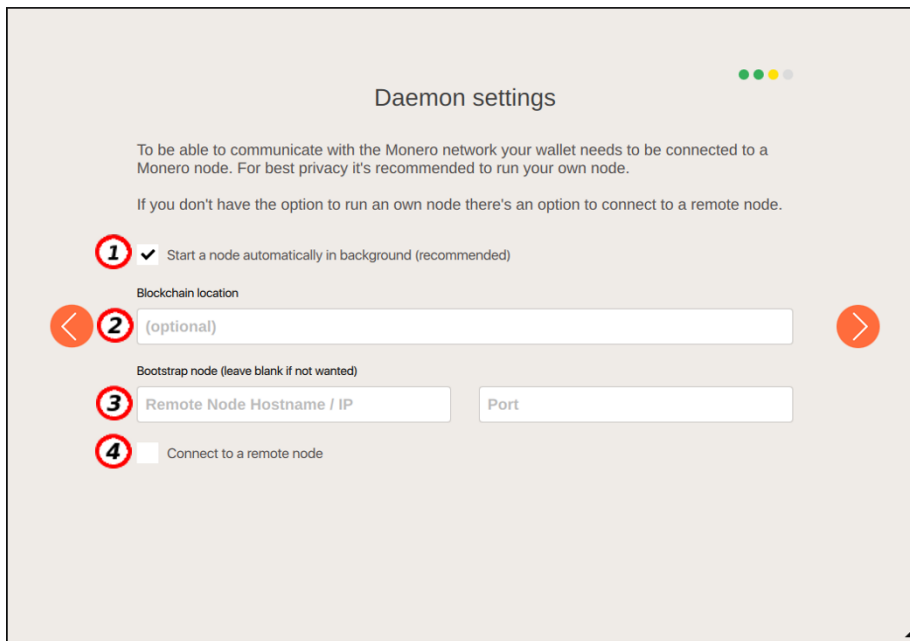 Daemon settings
To be able to communicate with the Monero network your wallet needs to be connected to a
Monero node. For best privacy it's recommended to run your own node.
If you don't have the option to run an own node there's an option to connect to a remote node.
1 Start a node automatically in background (recommended)
Blockchain location
2 (optional)
Bootstrap node (leave blank if not wanted)
3 Remote Node Hostname / IP Port
4 Connect to a remote node